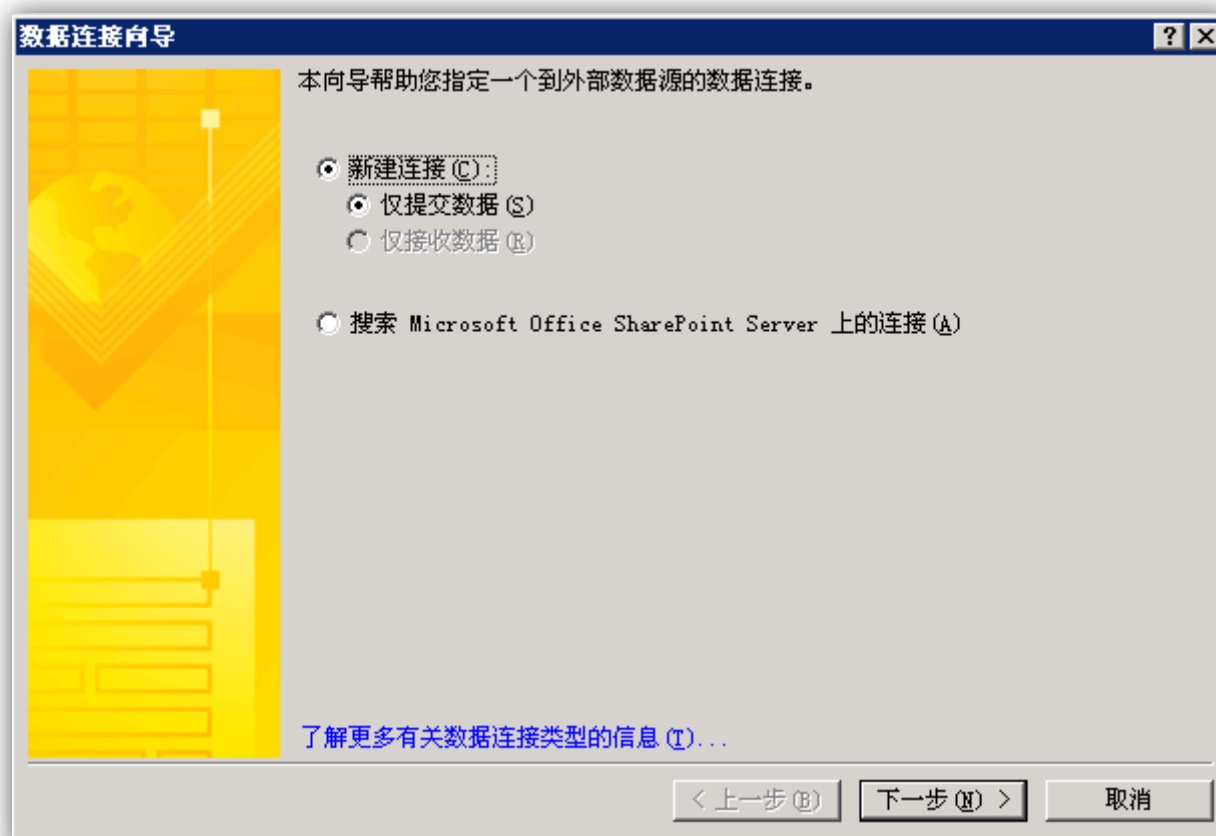 数据连接向导
本向导帮助您指定一个到外部数据源的数据连接。
新建连接(C):
仅提交数据(S)
仅接收数据(R)
搜索 Microsoft Office SharePoint Server 上的连接(A)
了解更多有关数据连接类型的信息(T)...
< 上一步(B) 下一步(N) > 取消